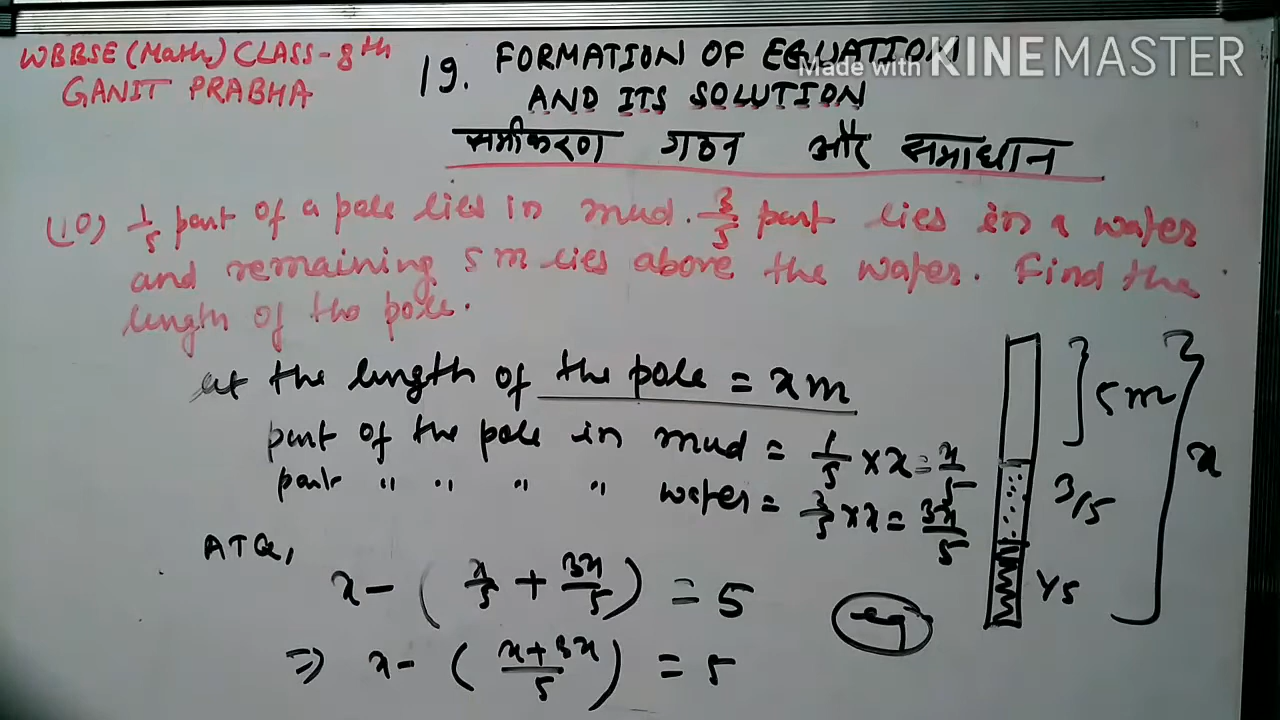 WBBSE (Math) CLASS - 8th
GANIT PRABHA
19. FORMATION OF EQUATION
AND ITS SOLUTION
Made with KINEMASTER
समीकरण गठन और समाधान
(10) 1/5 part of a pole lies in mud. 3/5 part lies in a water
and remaining 5 m lies above the water. Find the
length of the pole.
the length of the pole = x m
part of the pole in mud = 1/5 × x = x/5
part " " " " water = 3/5 × x = 3x/5
ATQ,
x - ( x/5 + 3x/5 ) = 5
⇒ x - ( x + 3x / 5 ) = 5
eq
5 m
3/5
1/5
x